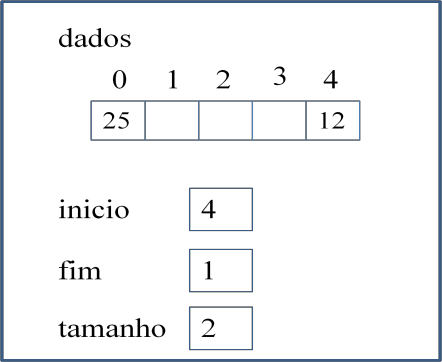 dados
0 1 2 3 4
25 12
inicio 4
fim 1
tamanho 2